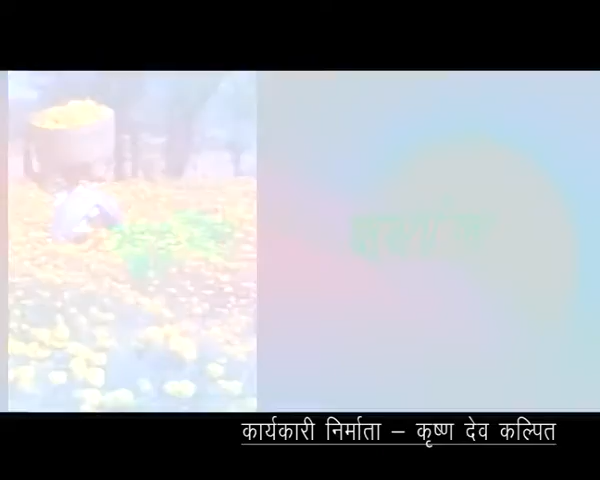 कार्यकारी निर्माता – कृष्ण देव कल्पित